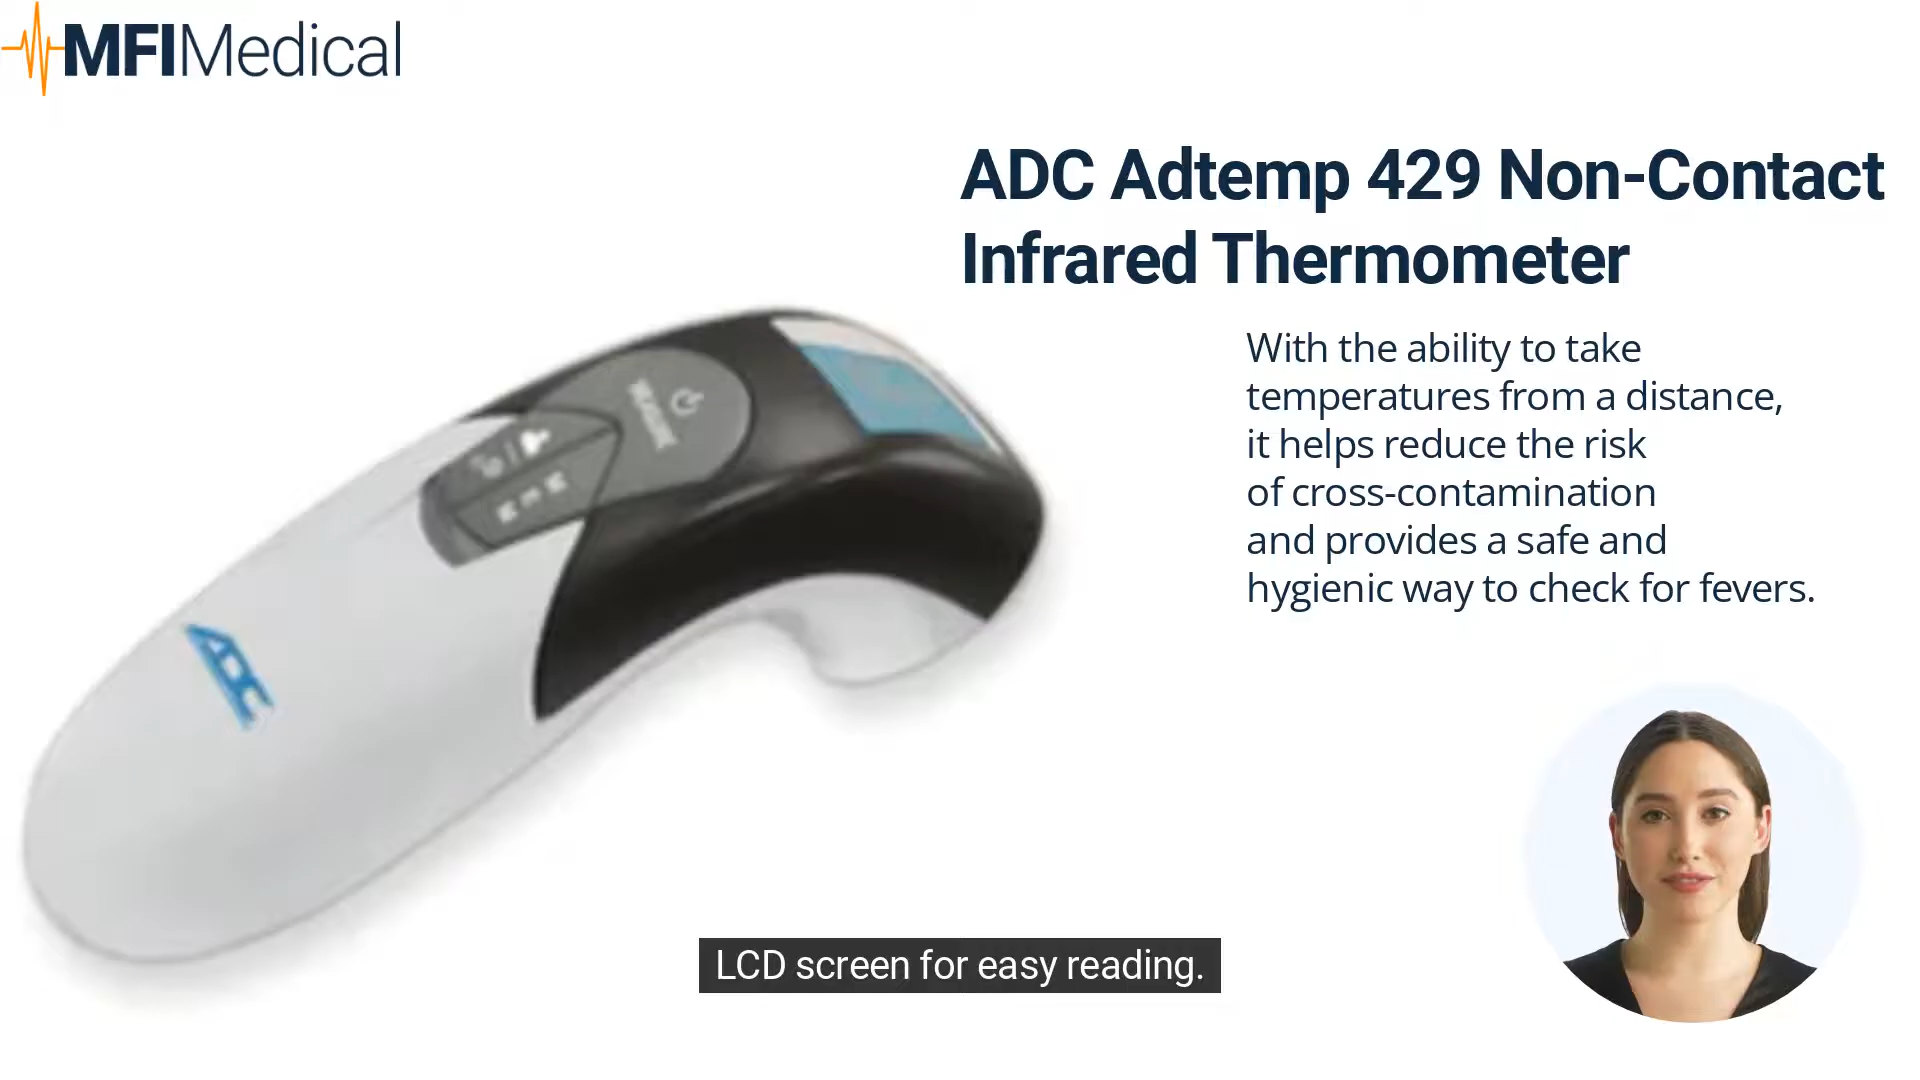 MFIMedical
ADC Adtemp 429 Non-Contact
Infrared Thermometer
With the ability to take
temperatures from a distance,
it helps reduce the risk
of cross-contamination
and provides a safe and
hygienic way to check for fevers.
MEM
ADC
LCD screen for easy reading.